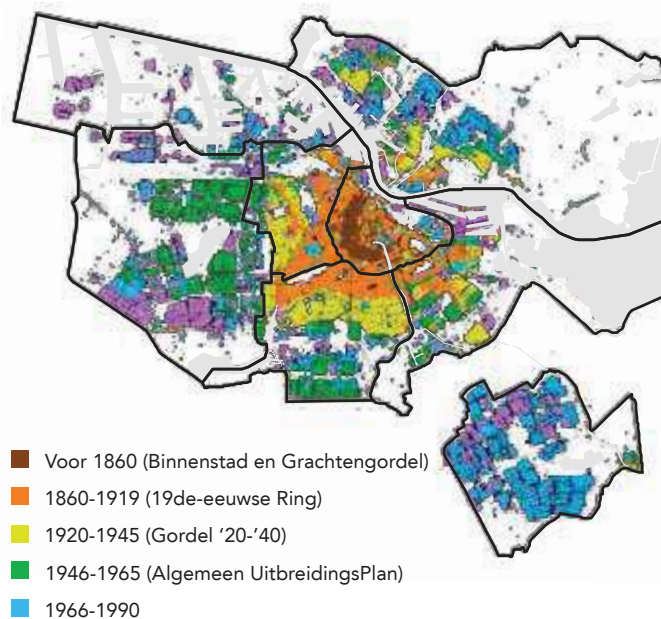 Voor 1860 (Binnenstad en Grachtengordel)
1860-1919 (19de-eeuwse Ring)
1920-1945 (Gordel '20-'40)
1946-1965 (Algemeen UitbreidingsPlan)
1966-1990